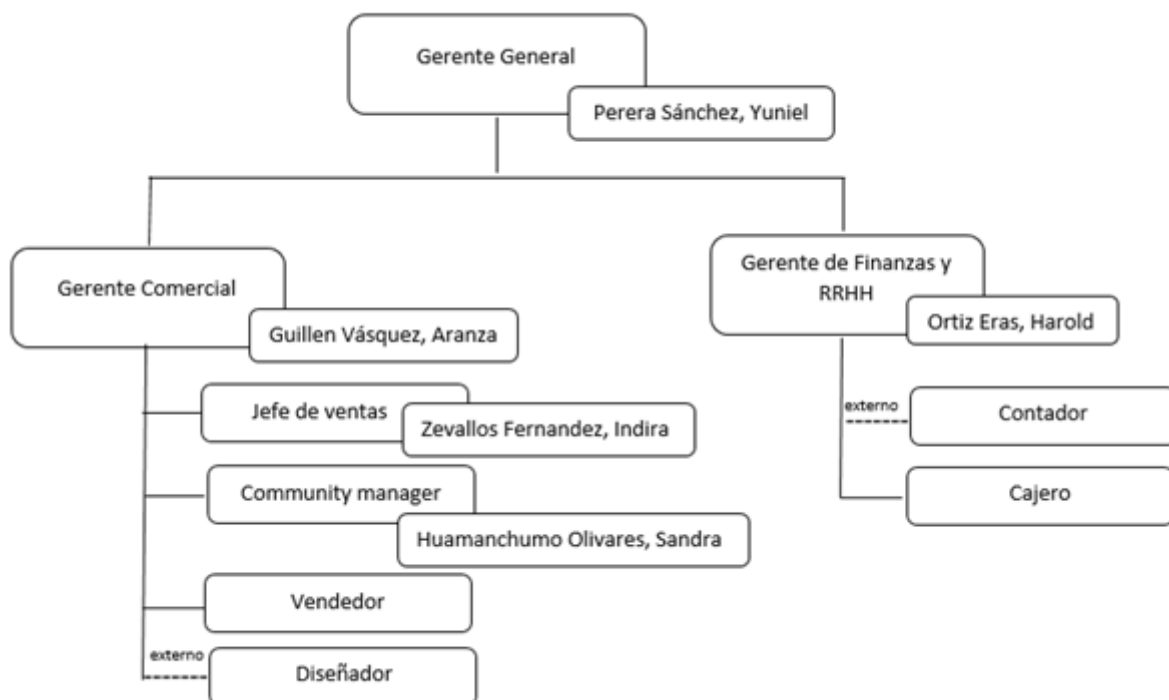 Gerente General
Perera Sánchez, Yuniel
Gerente Comercial
Guillen Vásquez, Aranza
Jefe de ventas
Zevallos Fernandez, Indira
Community manager
Huamanchumo Olivares, Sandra
Vendedor
externo
Diseñador
Gerente de Finanzas y
RRHH
Ortiz Eras, Harold
externo
Contador
Cajero